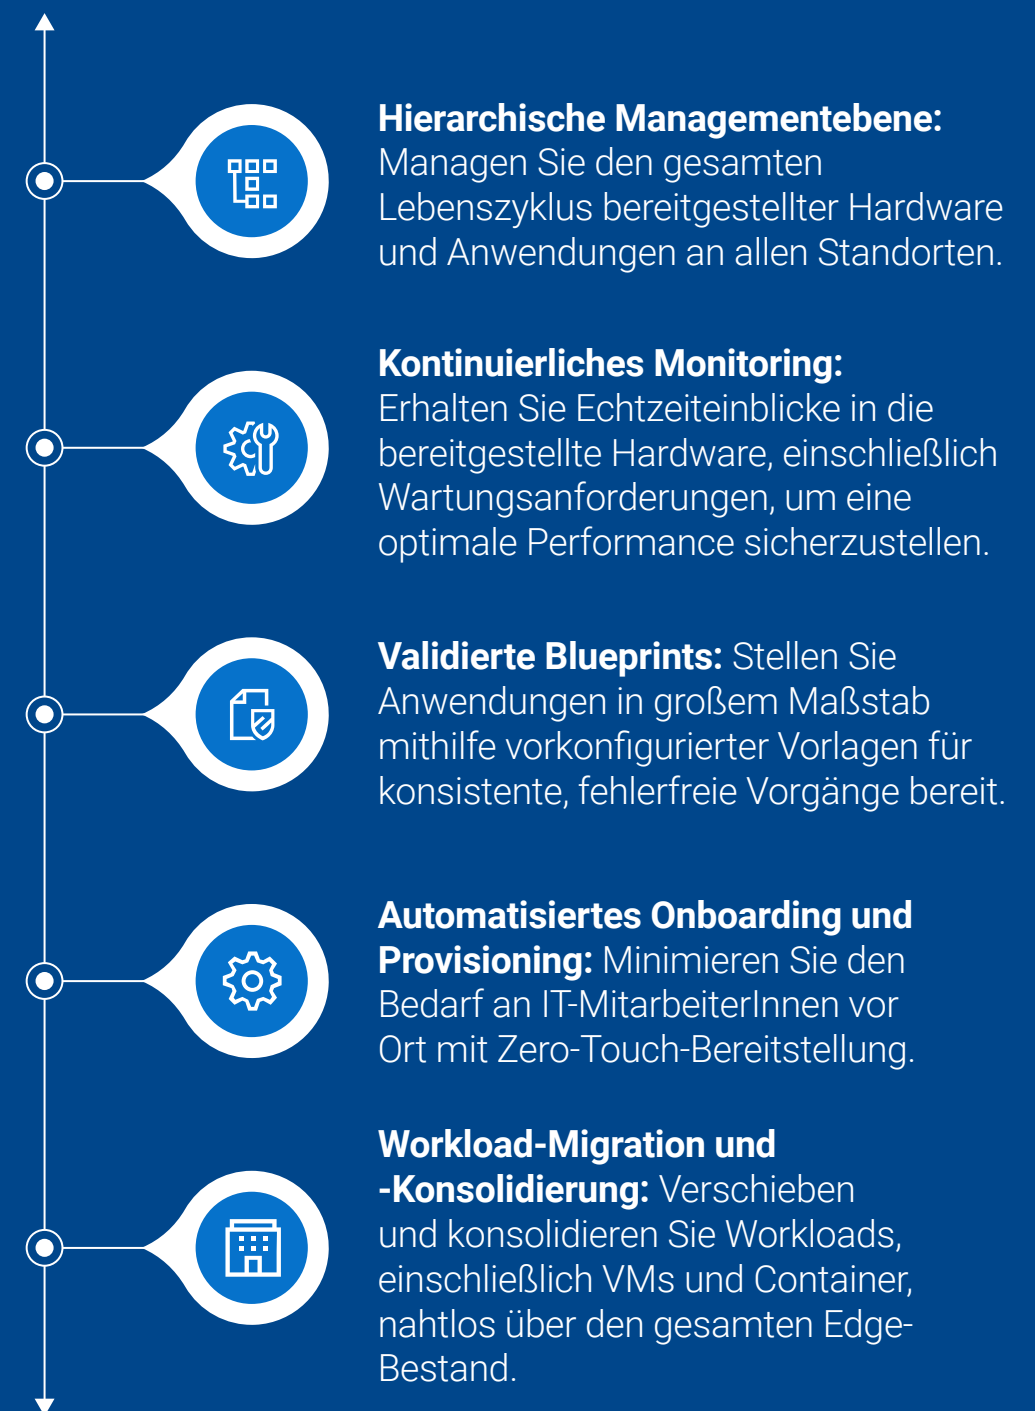 Hierarchische Managementebene:
Managen Sie den gesamten
Lebenszyklus bereitgestellter Hardware
und Anwendungen an allen Standorten.
Kontinuierliches Monitoring:
Erhalten Sie Echtzeiteinblicke in die
bereitgestellte Hardware, einschließlich
Wartungsanforderungen, um eine
optimale Performance sicherzustellen.
Validierte Blueprints: Stellen Sie
Anwendungen in großem Maßstab
mithilfe vorkonfigurierter Vorlagen für
konsistente, fehlerfreie Vorgänge bereit.
Automatisiertes Onboarding und
Provisioning: Minimieren Sie den
Bedarf an IT-MitarbeiterInnen vor
Ort mit Zero-Touch-Bereitstellung.
Workload-Migration und
-Konsolidierung: Verschieben
und konsolidieren Sie Workloads,
einschließlich VMs und Container,
nahtlos über den gesamten Edge-
Bestand.